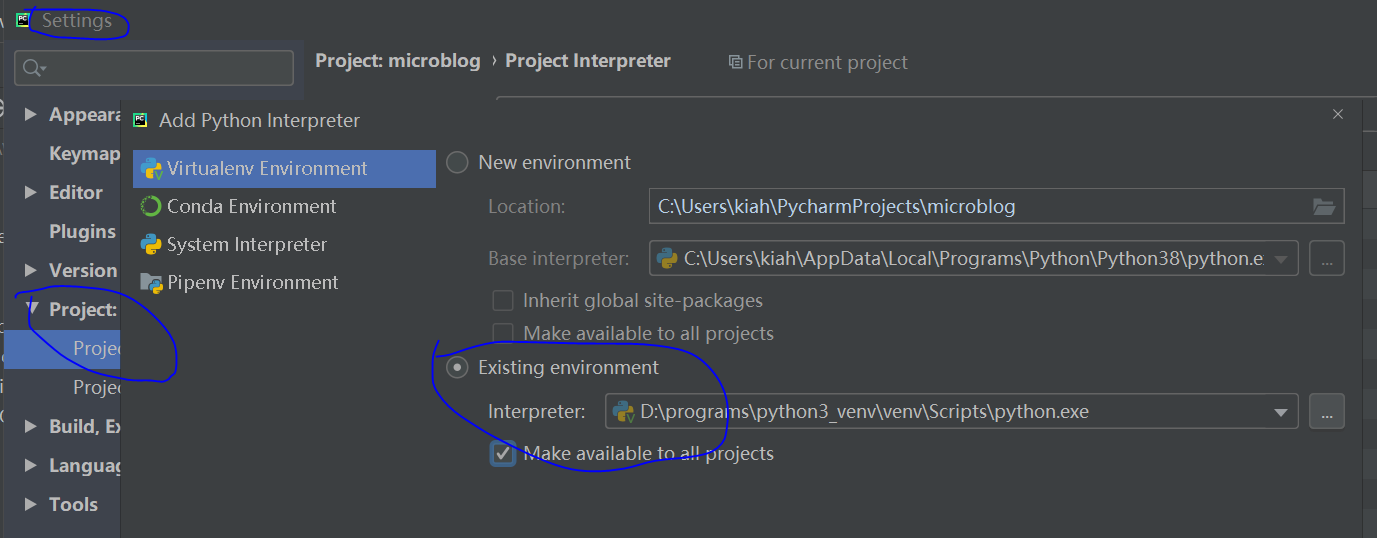 Settings
Project: microblog › Project Interpreter For current project
Appeara
Add Python Interpreter
Virtualenv Environment
New environment
Keymap
Conda Environment
Location: C:\Users\kiah\PycharmProjects\microblog
Editor
System Interpreter
Base interpreter: C:\Users\kiah\AppData\Local\Programs\Python\Python38\python.e
...
Plugins
Pipenv Environment
Inherit global site-packages
Version
Make available to all projects
Project:
Projec
Existing environment
Projec
Interpreter: D:\programs\python3_venv\venv\Scripts\python.exe
...
Build, Ex
Make available to all projects
Languag
Tools